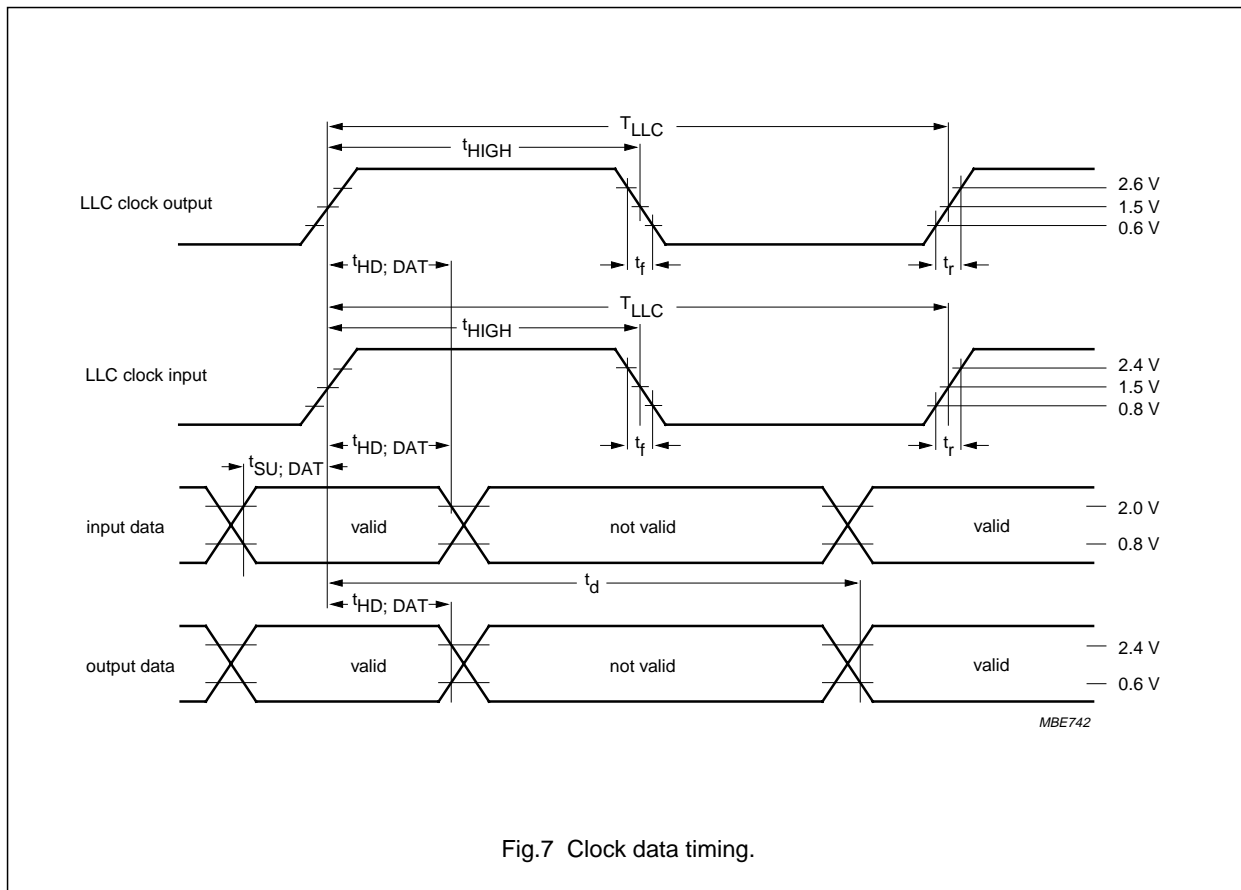 T_LLC
t_HIGH
LLC clock output
2.6 V
1.5 V
0.6 V
t_HD; DAT
t_f
t_r
T_LLC
t_HIGH
LLC clock input
2.4 V
1.5 V
0.8 V
t_HD; DAT
t_f
t_r
t_SU; DAT
input data
valid
not valid
valid
2.0 V
0.8 V
t_d
t_HD; DAT
output data
valid
not valid
valid
2.4 V
0.6 V
MBE742
Fig.7 Clock data timing.